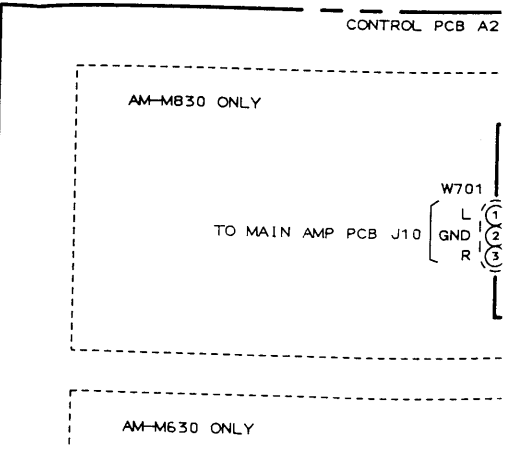 CONTROL PCB A2
AM-M830 ONLY
W701
L 1
TO MAIN AMP PCB J10 GND 2
R 3
AM-M630 ONLY